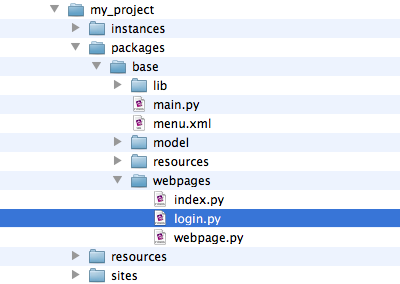 my_project
instances
packages
base
lib
main.py
menu.xml
model
resources
webpages
index.py
login.py
webpage.py
resources
sites